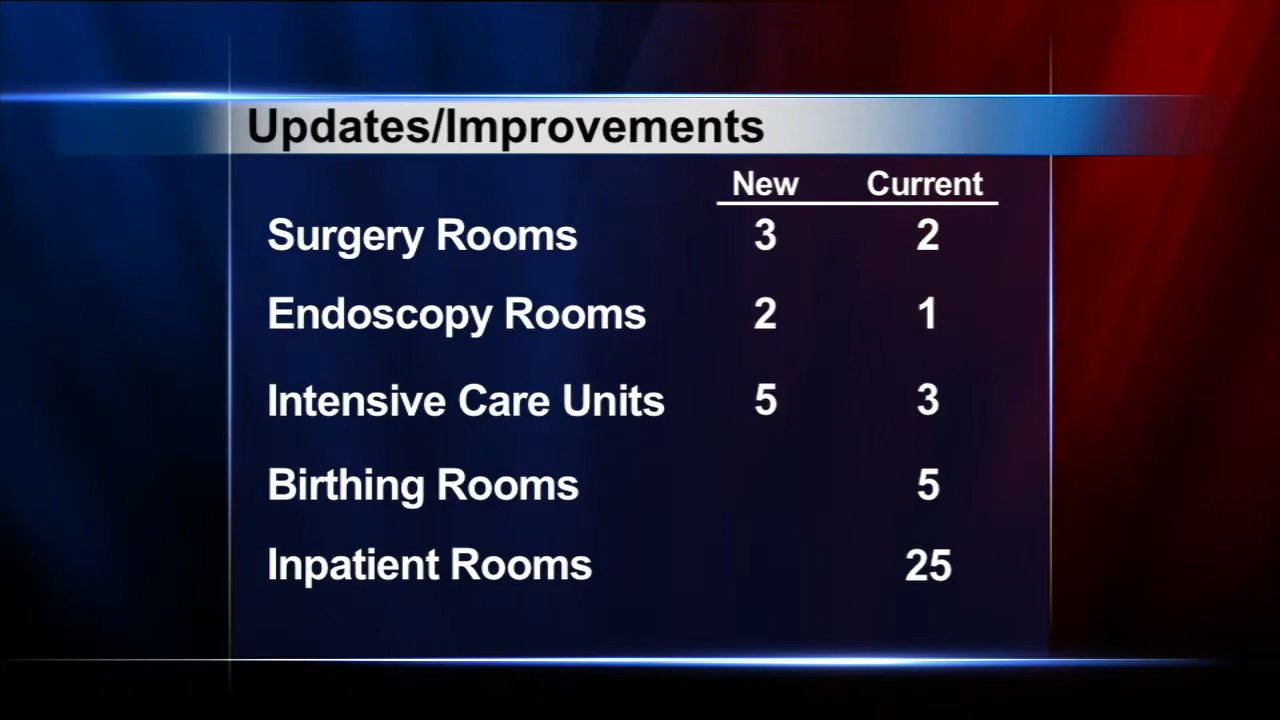 Updates/Improvements
New Current
Surgery Rooms 3 2
Endoscopy Rooms 2 1
Intensive Care Units 5 3
Birthing Rooms 5
Inpatient Rooms 25